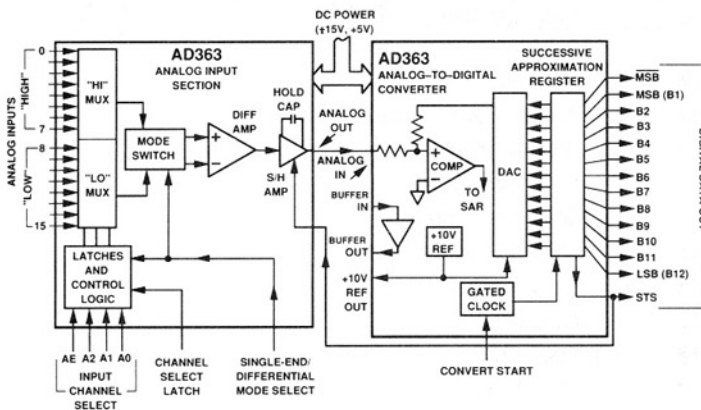 DC POWER
(±15V, +5V)
AD363
ANALOG INPUT
SECTION
AD363
ANALOG–TO–DIGITAL
CONVERTER
SUCCESSIVE
APPROXIMATION
REGISTER
ANALOG INPUTS
"HIGH"
"LOW"
0
7
8
15
"HI"
MUX
"LO"
MUX
MODE
SWITCH
DIFF
AMP
+
–
HOLD
CAP
S/H
AMP
ANALOG
OUT
ANALOG
IN
+
–
COMP
TO
SAR
DAC
BUFFER
IN
BUFFER
OUT
+10V
REF
+10V
REF
OUT
GATED
CLOCK
LATCHES
AND
CONTROL
LOGIC
MSB
MSB (B1)
B2
B3
B4
B5
B6
B7
B8
B9
B10
B11
LSB (B12)
STS
AE A2 A1 A0
INPUT
CHANNEL
SELECT
CHANNEL
SELECT
LATCH
SINGLE-END/
DIFFERENTIAL
MODE SELECT
CONVERT START